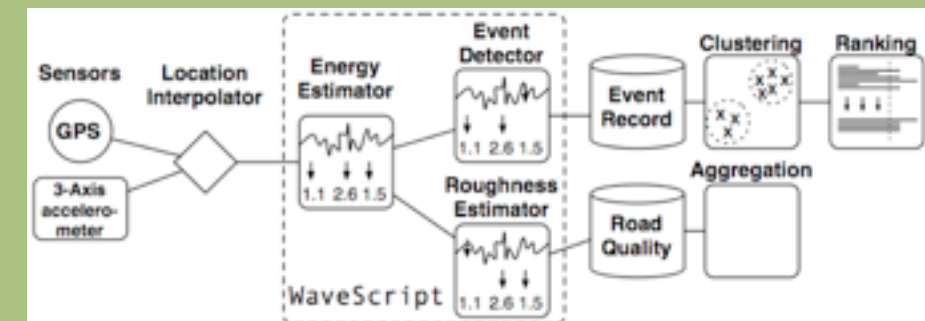 Sensors
GPS
3-Axis
accelero-
meter
Location
Interpolator
Energy
Estimator
1.1 2.6 1.5
Event
Detector
1.1 2.6 1.5
Roughness
Estimator
1.1 2.6 1.5
WaveScript
Event
Record
Clustering
x x
x x
x x
x x
Ranking
Road
Quality
Aggregation